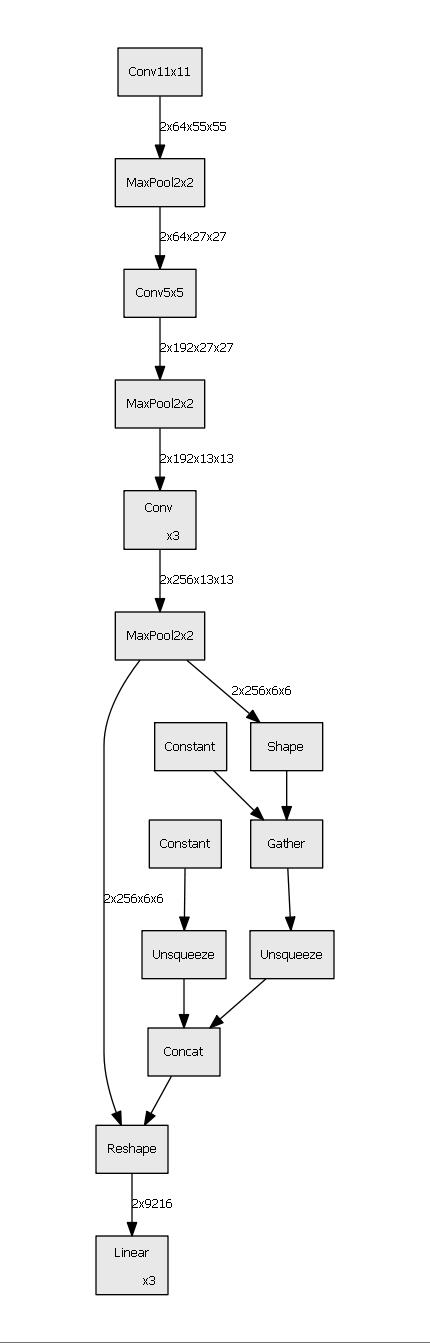 Conv11x11
2x64x55x55
MaxPool2x2
2x64x27x27
Conv5x5
2x192x27x27
MaxPool2x2
2x192x13x13
Conv
x3
2x256x13x13
MaxPool2x2
2x256x6x6
Constant
Shape
Constant
Gather
2x256x6x6
Unsqueeze
Unsqueeze
Concat
Reshape
2x9216
Linear
x3